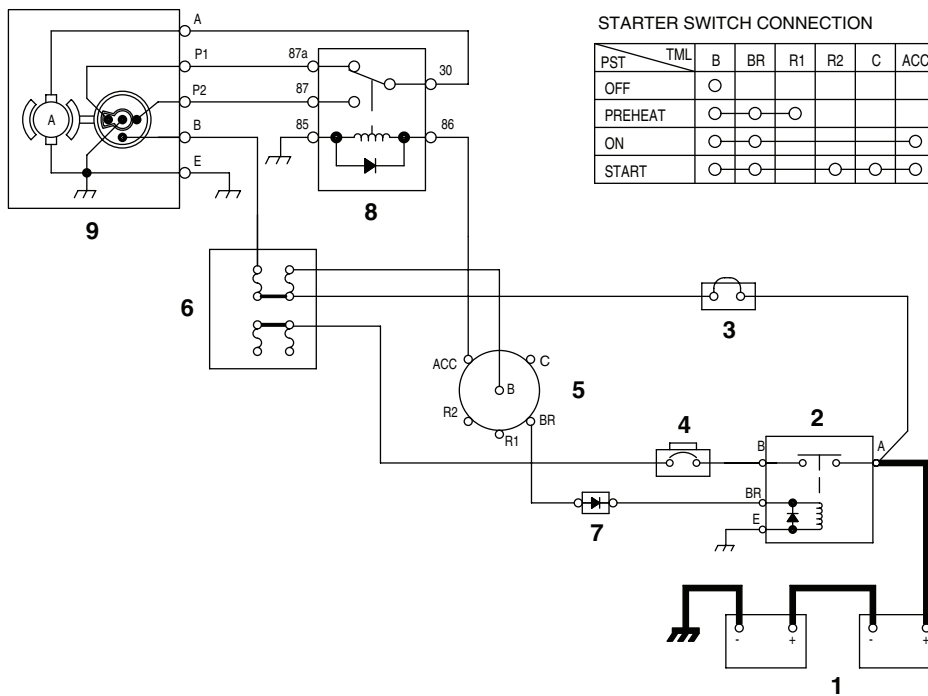 STARTER SWITCH CONNECTION
PST TML B BR R1 R2 C ACC
OFF
PREHEAT
ON
START
A
P1
P2
B
E
A
9
87a
30
87
85
86
8
6
3
ACC
C
B
R2
R1
BR
5
4
2
B
A
BR
E
7
- + - +
1